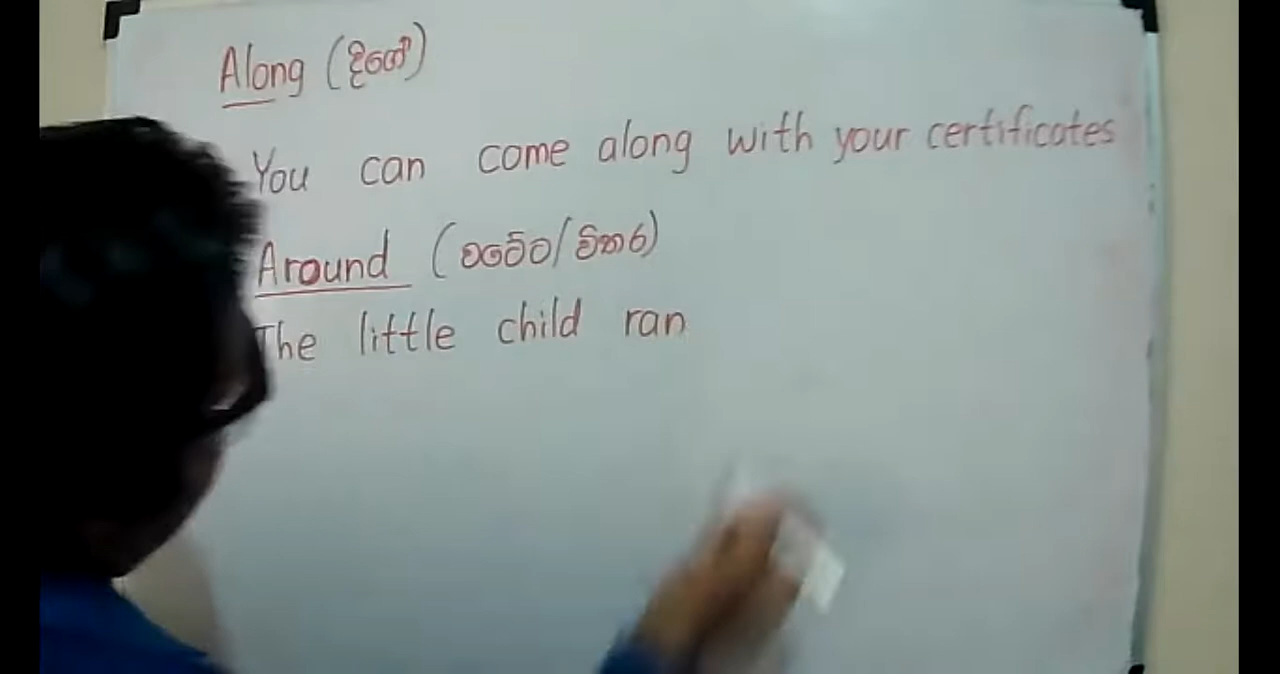 Along (දිගේ)
You can come along with your certificates
Around (වටේට/විතර)
The little child ran